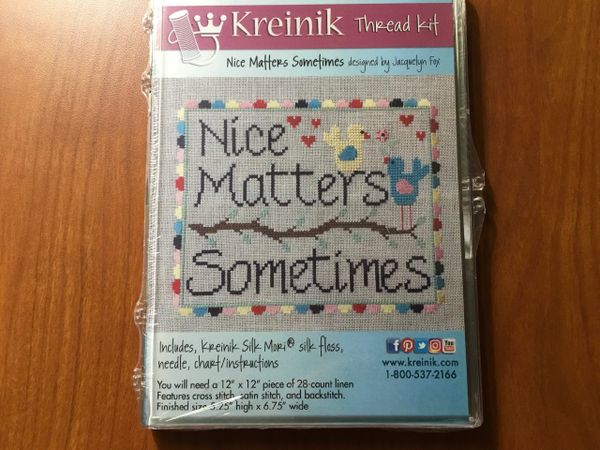 Kreinik Thread Kit
Nice Matters Sometimes designed by Jacquelyn Fox
Nice
Matters
Sometimes
Includes, Kreinik Silk Mori® silk floss,
needle, chart/instructions
You Tube
www.kreinik.com
1-800-537-2166
You will need a 12" x 12" piece of 28-count linen
Features cross stitch, satin stitch, and backstitch.
Finished size 5.25" high x 6.75" wide